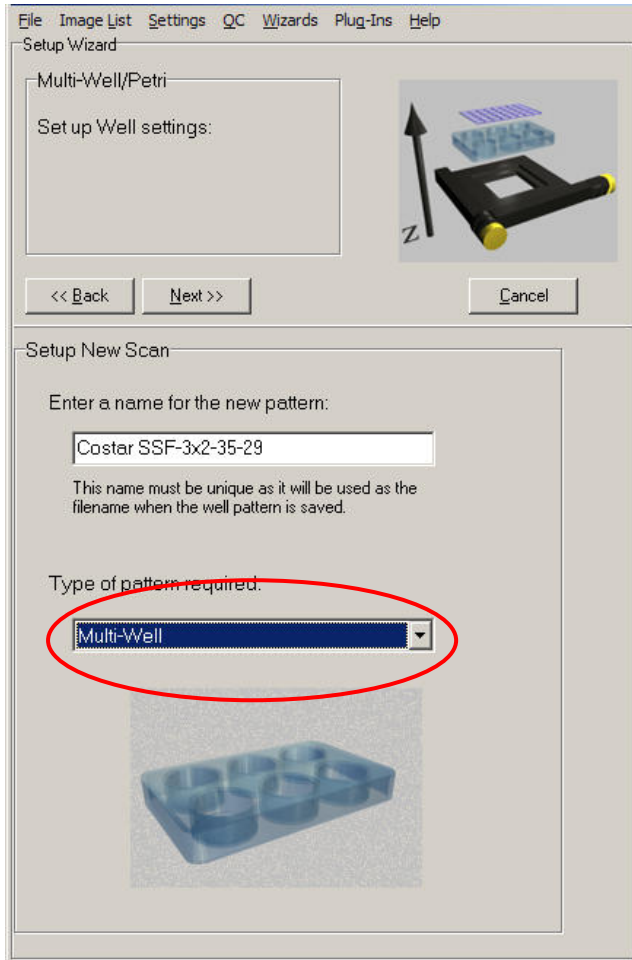 File Image List Settings QC Wizards Plug-Ins Help
Setup Wizard
Multi-Well/Petri
Set up Well settings:
Z
<< Back Next >> Cancel
Setup New Scan
Enter a name for the new pattern:
Costar SSF-3x2-35-29
This name must be unique as it will be used as the
filename when the well pattern is saved.
Type of pattern required:
Multi-Well